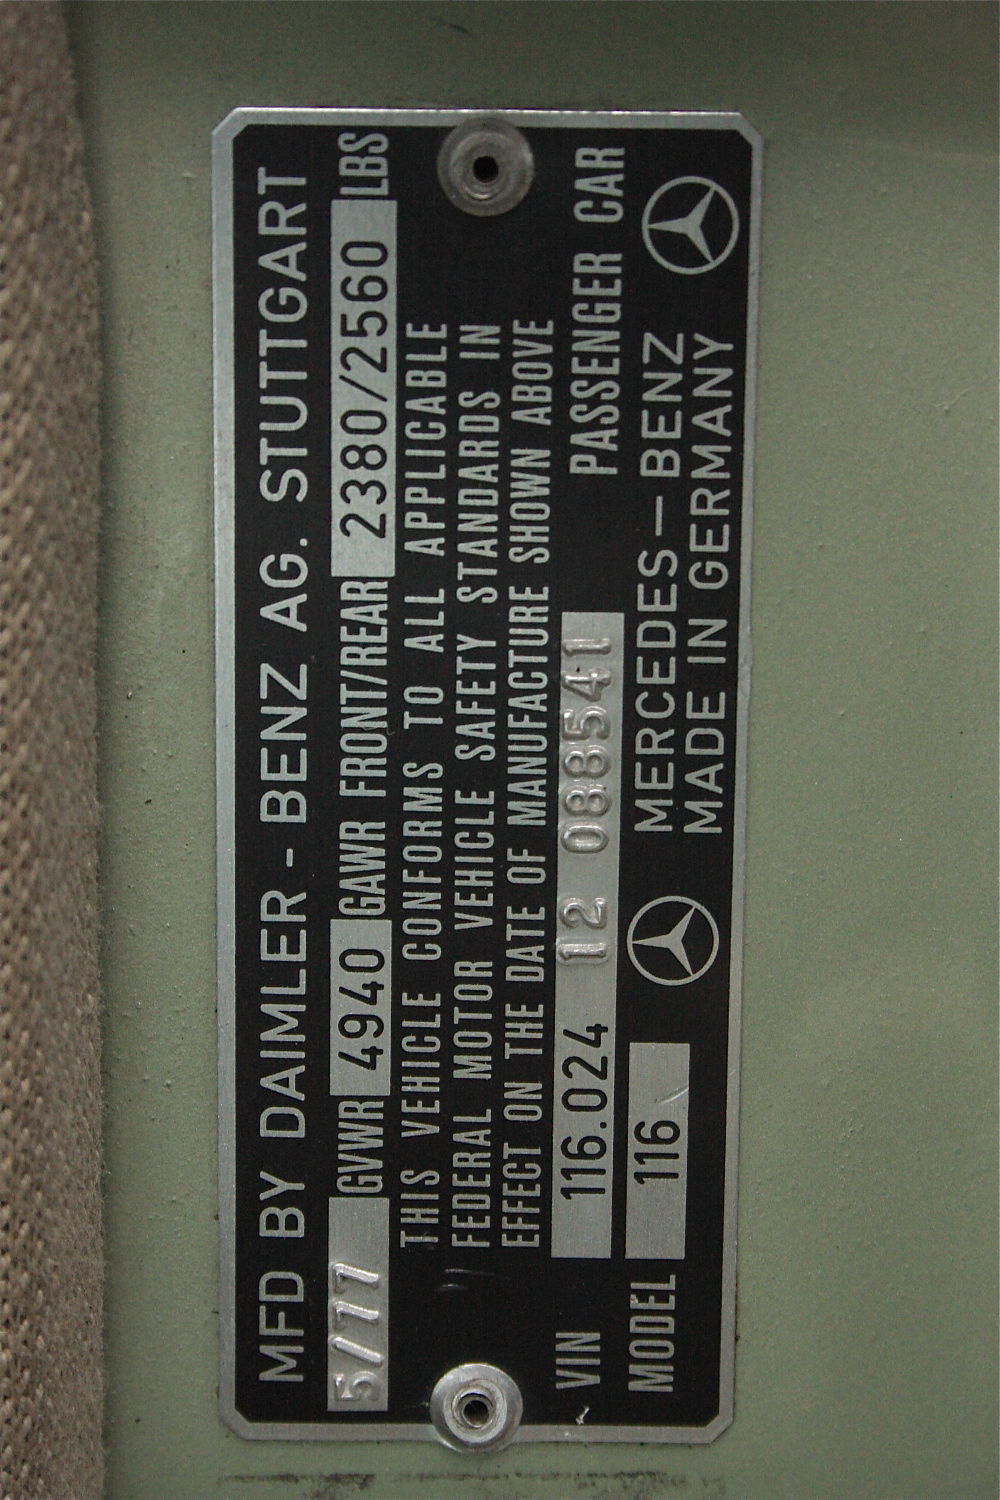 MFD BY DAIMLER - BENZ AG. STUTTGART
5/77 GVWR 4940 GAWR FRONT/REAR 2380/2560 LBS
THIS VEHICLE CONFORMS TO ALL APPLICABLE
FEDERAL MOTOR VEHICLE SAFETY STANDARDS IN
EFFECT ON THE DATE OF MANUFACTURE SHOWN ABOVE
VIN 116.024 12 088541 PASSENGER CAR
MODEL 116 MERCEDES-BENZ
MADE IN GERMANY